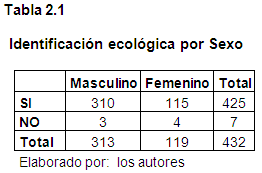 Tabla 2.1
Identificación ecológica por Sexo
Masculino Femenino Total
SI 310 115 425
NO 3 4 7
Total 313 119 432
Elaborado por: los autores